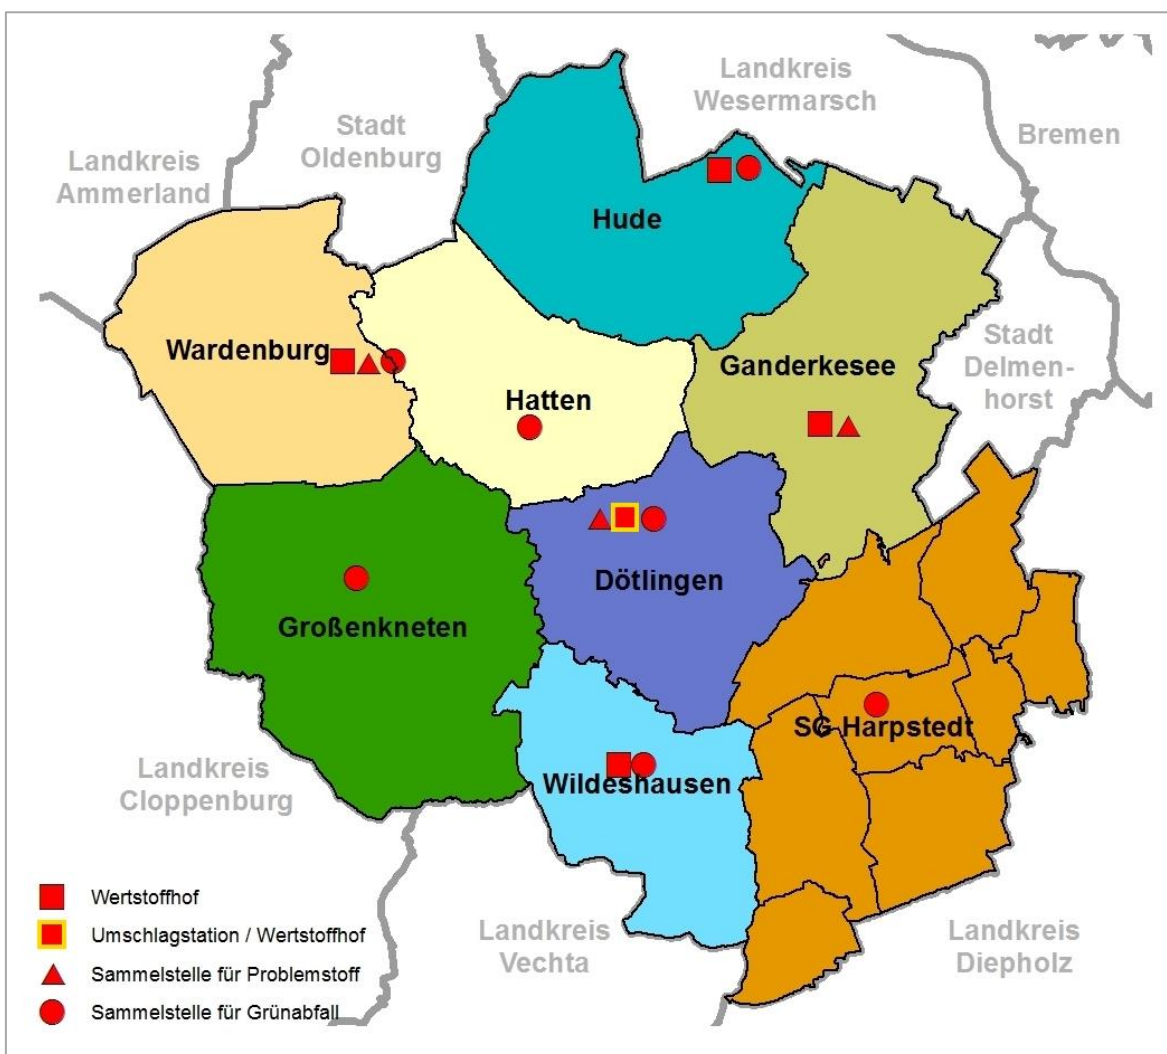 Landkreis
Wesermarsch
Stadt
Oldenburg
Bremen
Landkreis
Ammerland
Hude
Stadt
Delmen-
horst
Wardenburg
Ganderkesee
Hatten
Dötlingen
Großenkneten
SG Harpstedt
Landkreis
Cloppenburg
Wildeshausen
Landkreis
Vechta
Landkreis
Diepholz
Wertstoffhof
Umschlagstation / Wertstoffhof
Sammelstelle für Problemstoff
Sammelstelle für Grünabfall